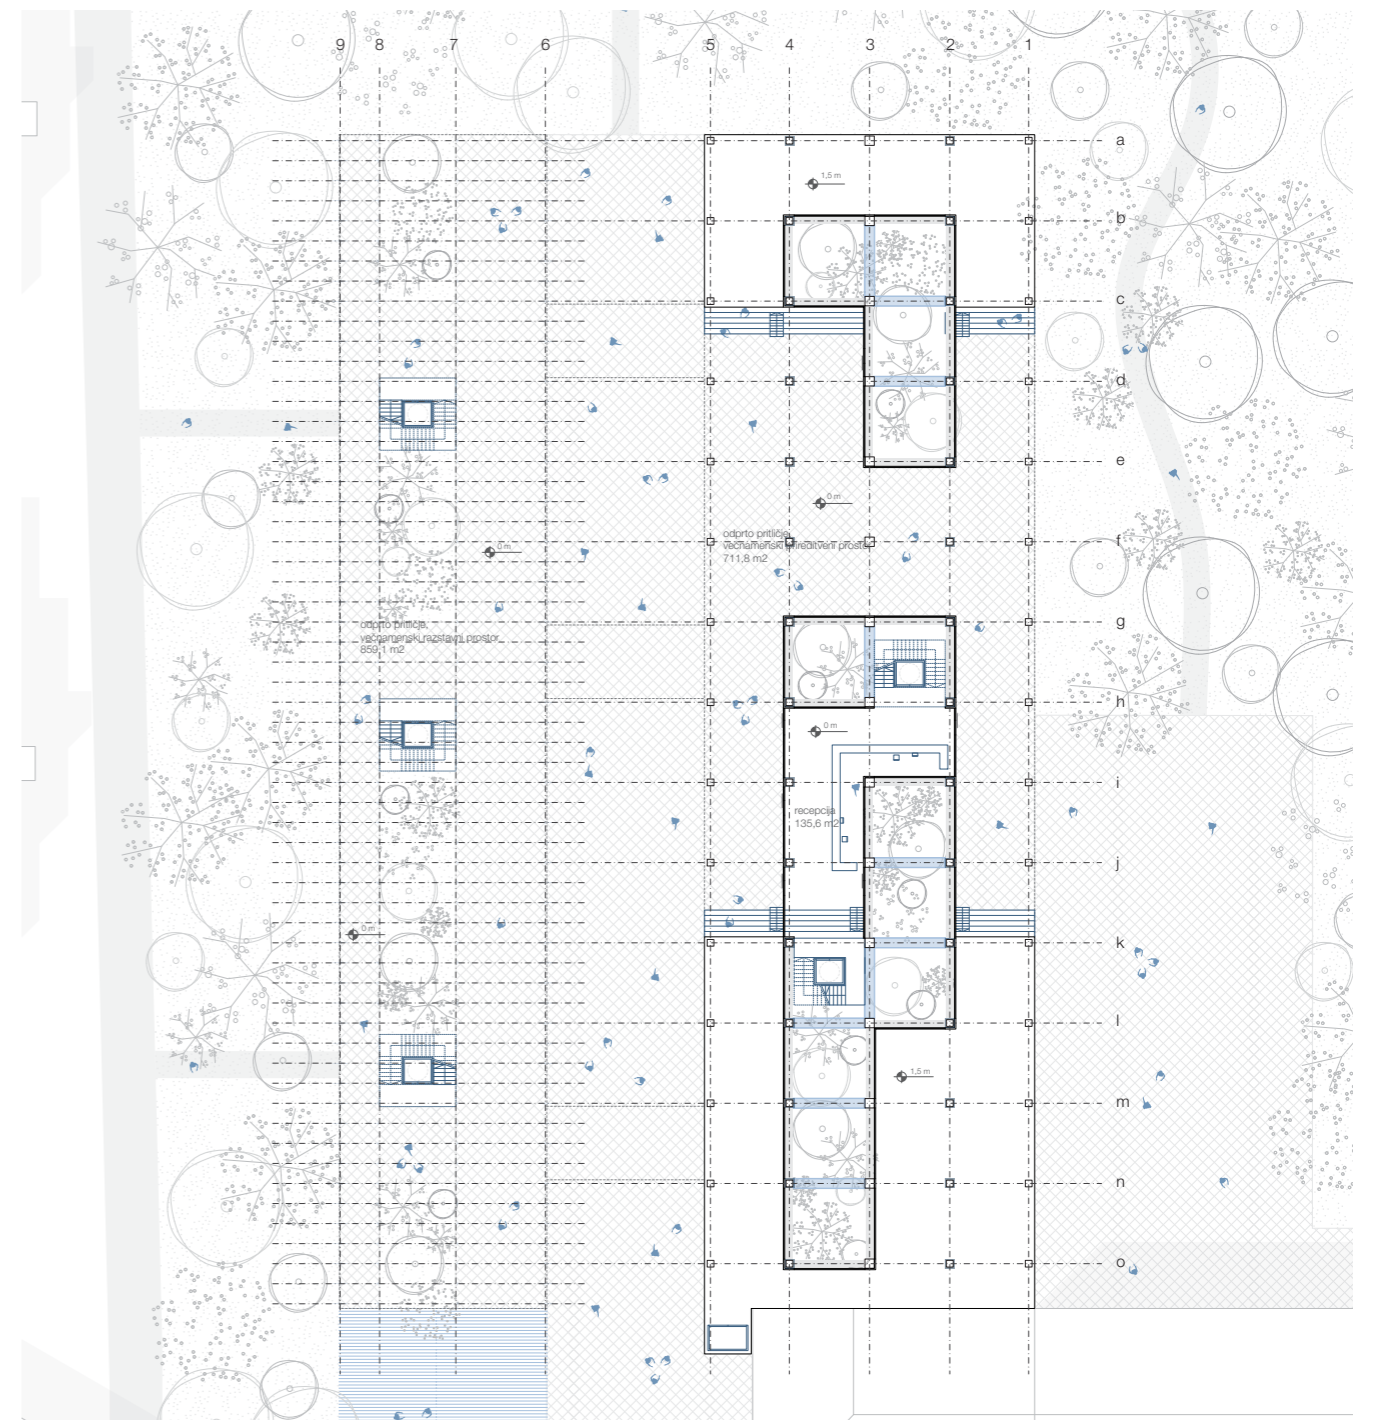 9 8 7 6 5 4 3 2 1
a
1,5 m
b
c
d
e
0 m
odprto pritličje,
večnamenski prireditveni prostor
711,8 m2
f
0 m
g
odprto pritličje,
večnamenski razstavni prostor
859,1 m2
h
0 m
i
recepcija
135,6 m2
j
0 m
k
l
1,5 m
m
n
o